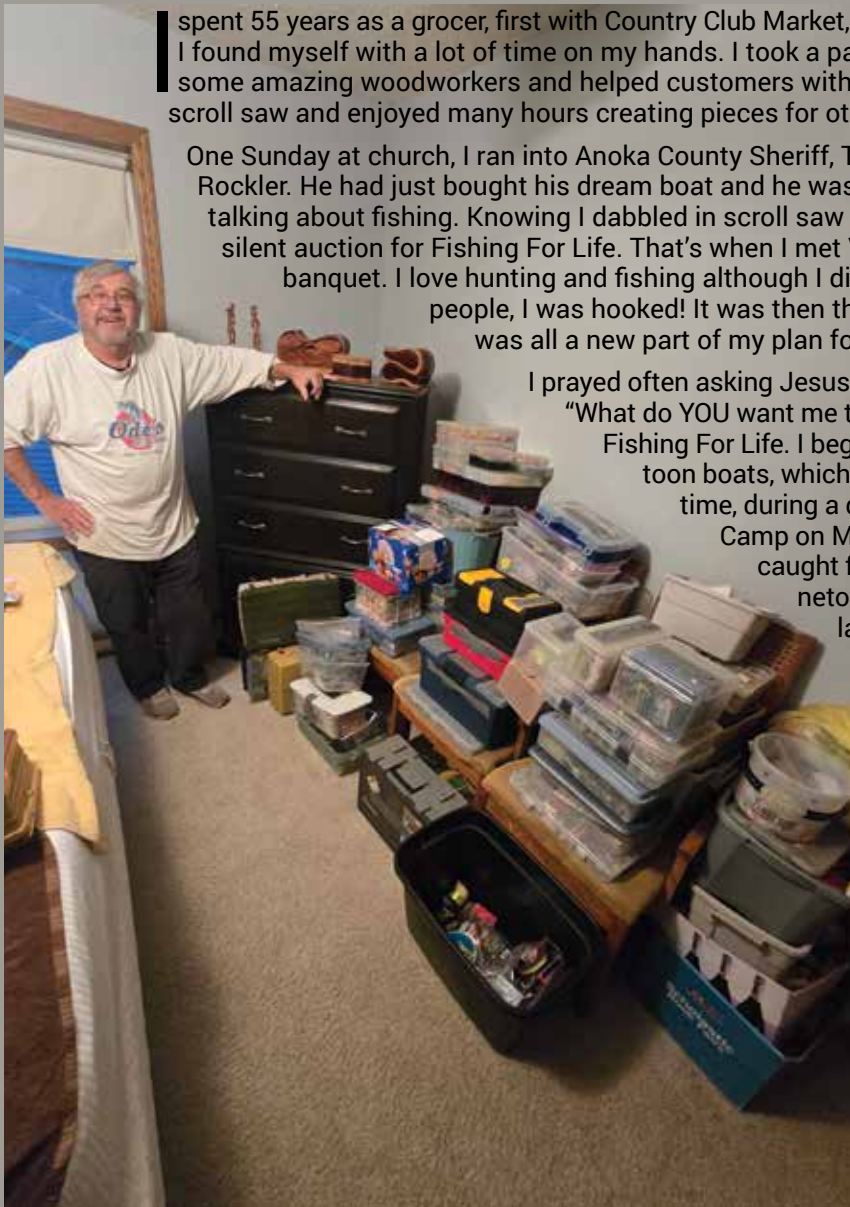 I spent 55 years as a grocer, first with Country Club Market,
I found myself with a lot of time on my hands. I took a pa
some amazing woodworkers and helped customers with
scroll saw and enjoyed many hours creating pieces for ot
One Sunday at church, I ran into Anoka County Sheriff, T
Rockler. He had just bought his dream boat and he was
talking about fishing. Knowing I dabbled in scroll saw
silent auction for Fishing For Life. That’s when I met
banquet. I love hunting and fishing although I di
people, I was hooked! It was then th
was all a new part of my plan fo
I prayed often asking Jesus
“What do YOU want me t
Fishing For Life. I beg
toon boats, which
time, during a
Camp on M
caught f
neto
la
Ode's